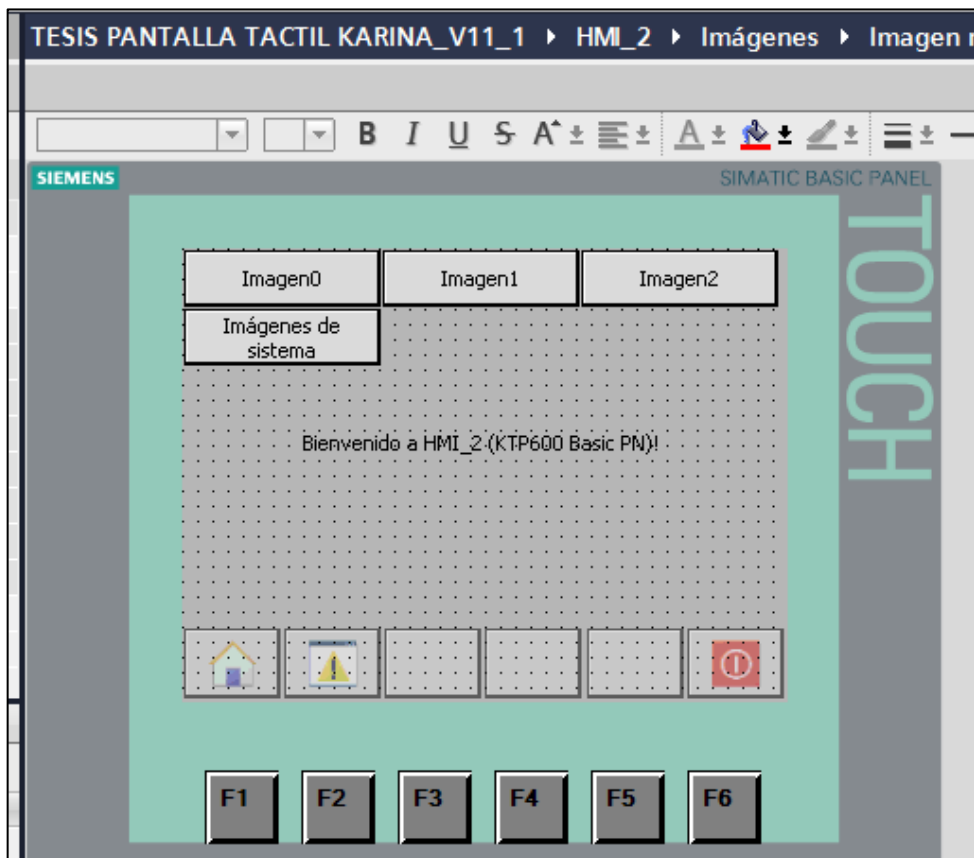 TESIS PANTALLA TACTIL KARINA_V11_1 ▸ HMI_2 ▸ Imágenes ▸ Imagen
B I U S A A
SIEMENS
SIMATIC BASIC PANEL
TOUCH
Imagen0 Imagen1 Imagen2
Imágenes de
sistema
Bienvenido a HMI_2 (KTP600 Basic PN)!
F1 F2 F3 F4 F5 F6